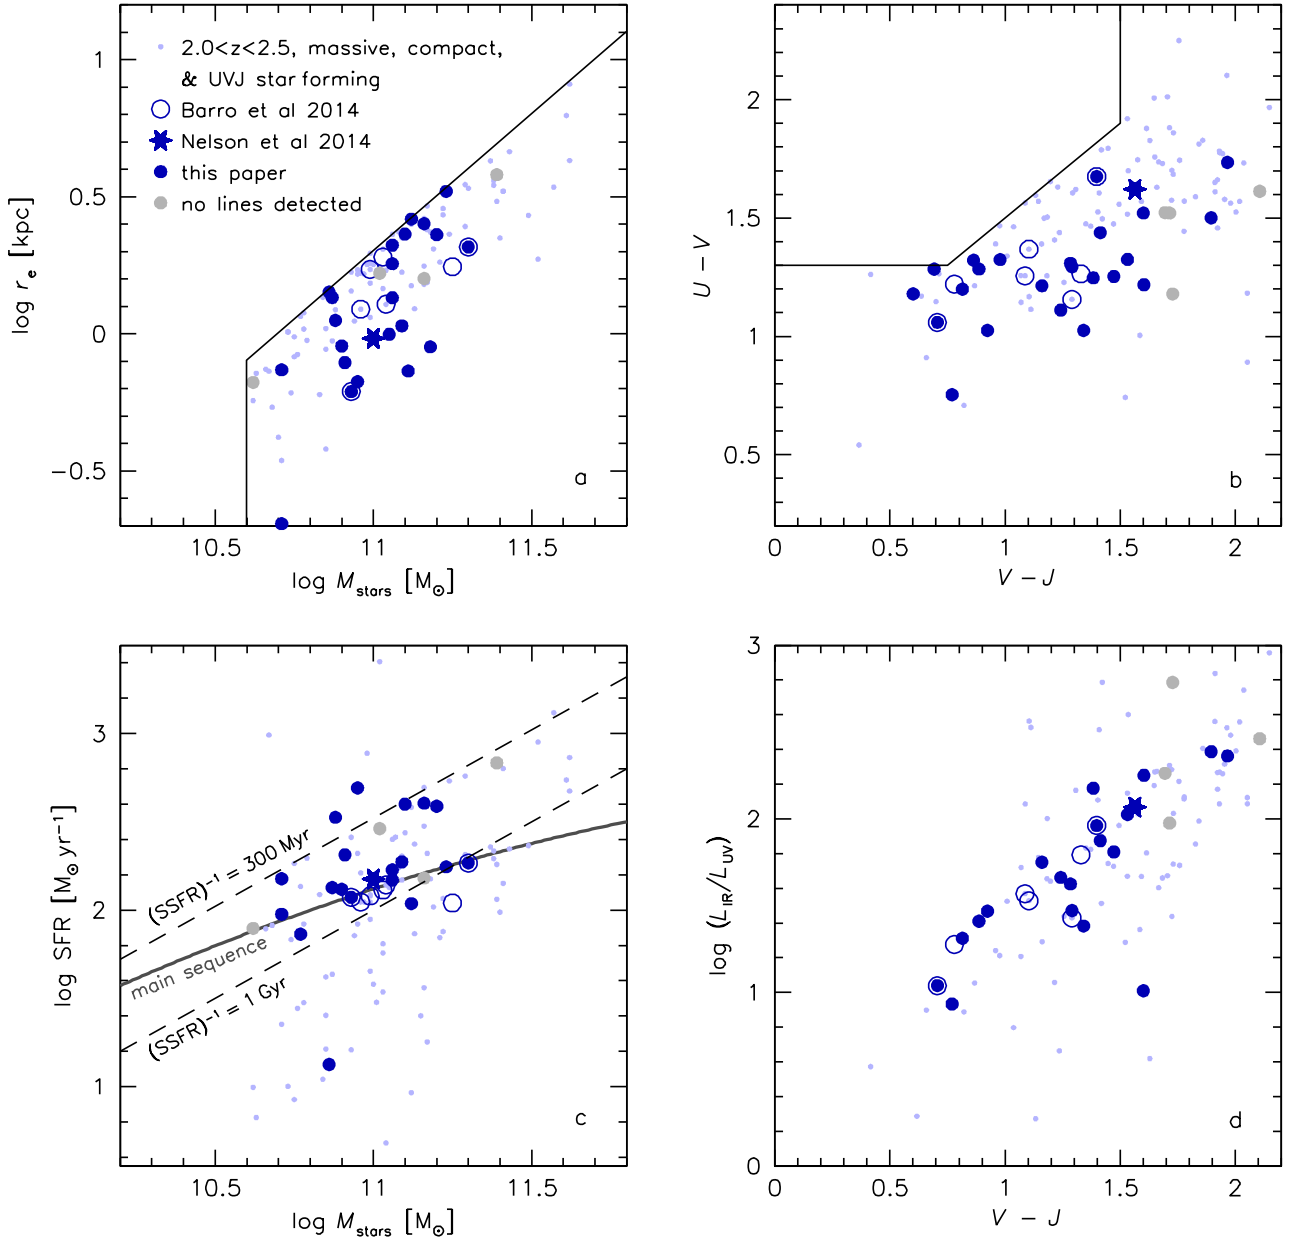 2.0<z<2.5, massive, compact,
& UVJ star forming
Barro et al 2014
Nelson et al 2014
this paper
no lines detected
1
0.5
0
−0.5
log r_e [kpc]
a
10.5 11 11.5
log M_stars [M_⊙]
2
1.5
1
0.5
U − V
b
0 0.5 1 1.5 2
V − J
3
2
1
log SFR [M_⊙ yr⁻¹]
(SSFR)⁻¹ = 300 Myr
main sequence
(SSFR)⁻¹ = 1 Gyr
c
10.5 11 11.5
log M_stars [M_⊙]
3
2
1
0
log (L_IR/L_UV)
d
0 0.5 1 1.5 2
V − J